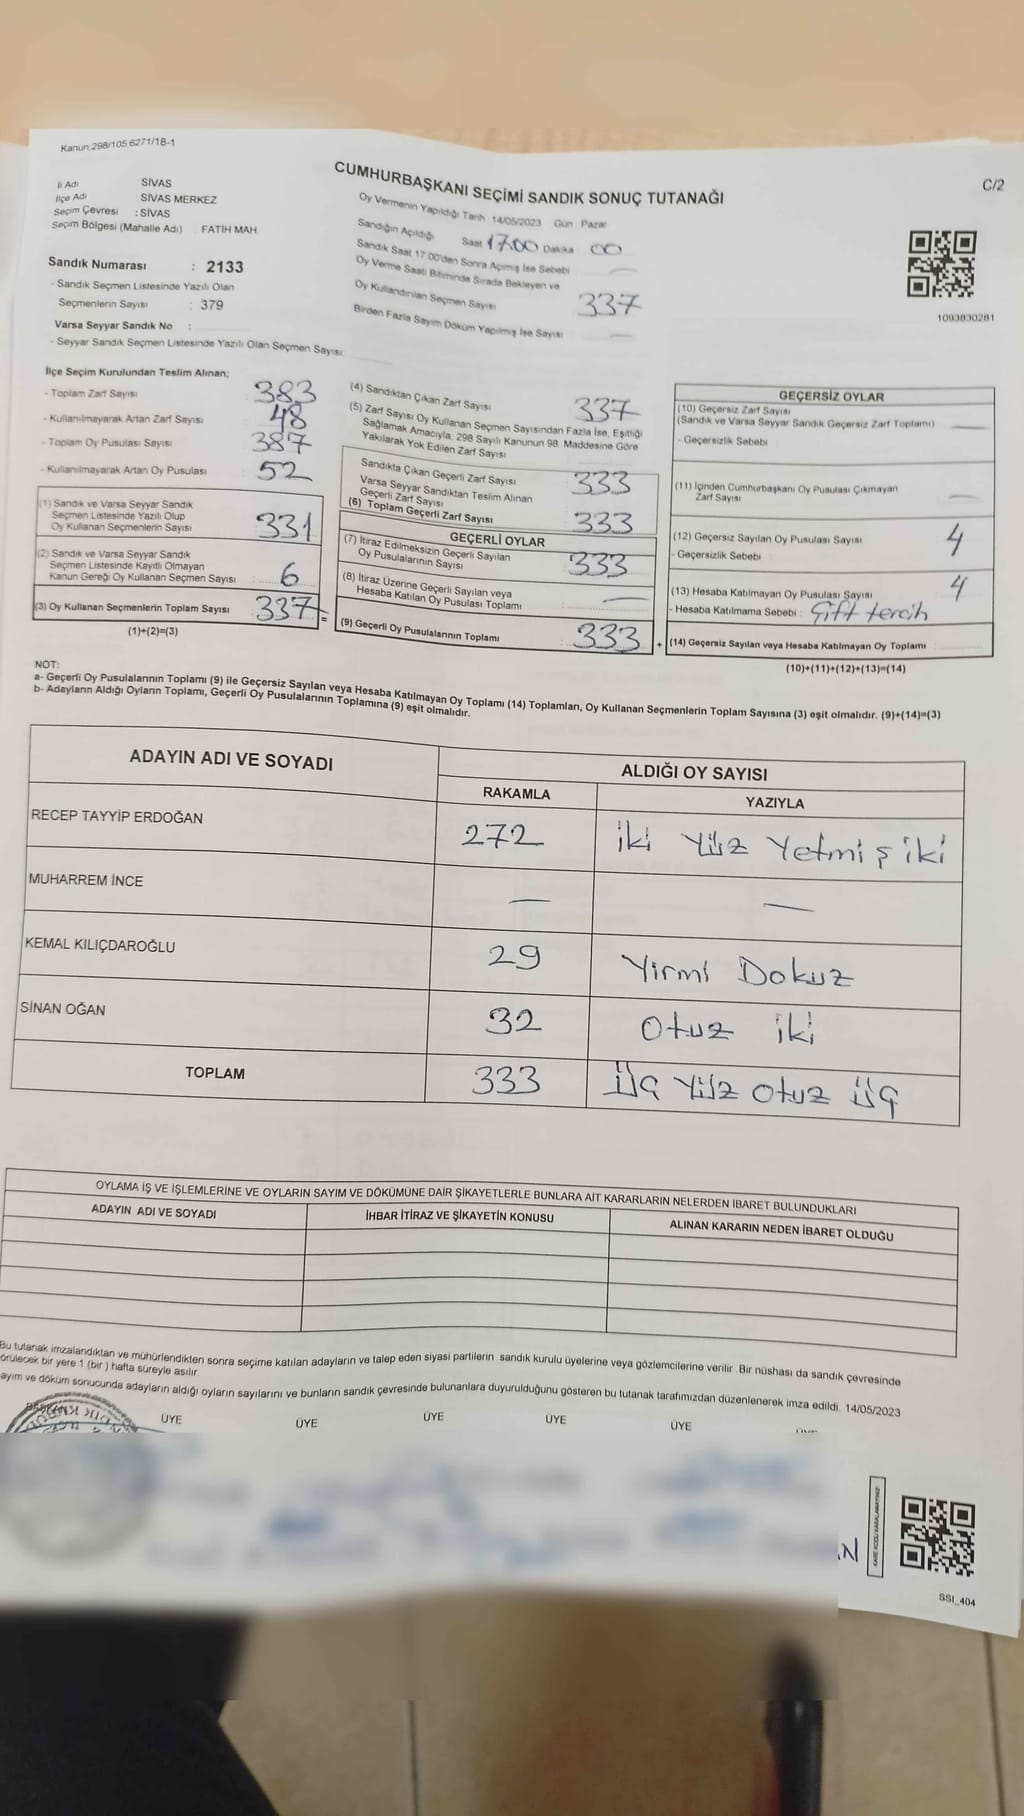 Kanun 298/105,6271/18-1
C/2
CUMHURBAŞKANI SEÇİMİ SANDIK SONUÇ TUTANAĞI
İl Adı SİVAS
İlçe Adı : SİVAS MERKEZ
Seçim Çevresi : SİVAS
Seçim Bölgesi (Mahalle Adı) FATİH MAH.
Sandık Numarası : 2133
- Sandık Seçmen Listesinde Yazılı Olan
Seçmenlerin Sayısı : 379
Varsa Seyyar Sandık No :
- Seyyar Sandık Seçmen Listesinde Yazılı Olan Seçmen Sayısı:
Oy Vermenin Yapıldığı Tarih : 14/05/2023 Gün : Pazar
Sandığın Açıldığı Saat 17.00 Dakika 00
Sandık Saat 17.00'den Sonra Açımış İse Sebebi —
Oy Verme Saati Bitiminde Sırada Bekleyen ve
Oy Kullandırılan Seçmen Sayısı 337
Birden Fazla Sayım Döküm Yapılmış İse Sayısı —
1093830281
İlçe Seçim Kurulundan Teslim Alınan;
- Toplam Zarf Sayısı 383
- Kullanılmayarak Artan Zarf Sayısı 48
- Toplam Oy Pusulası Sayısı 387
- Kullanılmayarak Artan Oy Pusulası 52
(1) Sandık ve Varsa Seyyar Sandık
Seçmen Listesinde Yazılı Olup
Oy Kullanan Seçmenlerin Sayısı 331
(2) Sandık ve Varsa Seyyar Sandık
Seçmen Listesinde Kayıtlı Olmayan
Kanun Gereği Oy Kullanan Seçmen Sayısı 6
(3) Oy Kullanan Seçmenlerin Toplam Sayısı 337 =
(1)+(2)=(3)
(4) Sandıktan Çıkan Zarf Sayısı 337
(5) Zarf Sayısı Oy Kullanan Seçmen Sayısından Fazla İse, Eşitliği
Sağlamak Amacıyla, 298 Sayılı Kanunun 98. Maddesine Göre
Yakılarak Yok Edilen Zarf Sayısı
Sandıkta Çıkan Geçerli Zarf Sayısı 333
Varsa Seyyar Sandıktan Teslim Alınan
Geçerli Zarf Sayısı
(6) Toplam Geçerli Zarf Sayısı 333
GEÇERLİ OYLAR
(7) İtiraz Edilmeksizin Geçerli Sayılan
Oy Pusulalarının Sayısı 333
(8) İtiraz Üzerine Geçerli Sayılan veya
Hesaba Katılan Oy Pusulası Toplamı —
(9) Geçerli Oy Pusulalarının Toplamı 333 +
GEÇERSİZ OYLAR
(10) Geçersiz Zarf Sayısı
(Sandık ve Varsa Seyyar Sandık Geçersiz Zarf Toplamı) —
- Geçersizlik Sebebi
(11) İçinden Cumhurbaşkanı Oy Pusulası Çıkmayan
Zarf Sayısı —
(12) Geçersiz Sayılan Oy Pusulası Sayısı 4
- Geçersizlik Sebebi
(13) Hesaba Katılmayan Oy Pusulası Sayısı 4
- Hesaba Katılmama Sebebi : Çift tercih
(14) Geçersiz Sayılan veya Hesaba Katılmayan Oy Toplamı
(10)+(11)+(12)+(13)=(14)
NOT:
a- Geçerli Oy Pusulalarının Toplamı (9) ile Geçersiz Sayılan veya Hesaba Katılmayan Oy Toplamı (14) Toplamları, Oy Kullanan Seçmenlerin Toplam Sayısına (3) eşit olmalıdır. (9)+(14)=(3)
b- Adayların Aldığı Oyların Toplamı, Geçerli Oy Pusulalarının Toplamına (9) eşit olmalıdır.
ADAYIN ADI VE SOYADI ALDIĞI OY SAYISI
RAKAMLA YAZIYLA
RECEP TAYYİP ERDOĞAN 272 İki Yüz Yetmiş iki
MUHARREM İNCE — —
KEMAL KILIÇDAROĞLU 29 Yirmi Dokuz
SİNAN OĞAN 32 Otuz iki
TOPLAM 333 Üç Yüz Otuz Üç
OYLAMA İŞ VE İŞLEMLERİNE VE OYLARIN SAYIM VE DÖKÜMÜNE DAİR ŞİKAYETLERLE BUNLARA AİT KARARLARIN NELERDEN İBARET BULUNDUKLARI
ADAYIN ADI VE SOYADI İHBAR İTİRAZ VE ŞİKAYETİN KONUSU ALINAN KARARIN NEDEN İBARET OLDUĞU
Bu tutanak imzalandıktan ve mühürlendikten sonra seçime katılan adayların ve talep eden siyasi partilerin sandık kurulu üyelerine veya gözlemcilerine verilir. Bir nüshası da sandık çevresinde
örülecek bir yere 1 (bir) hafta süreyle asılır.
ayım ve döküm sonucunda adayların aldığı oyların sayılarını ve bunların sandık çevresinde bulunanlara duyurulduğunu gösteren bu tutanak tarafımızdan düzenlenerek imza edildi. 14/05/2023
BAŞKAN ÜYE ÜYE ÜYE ÜYE ÜYE
SSI_404